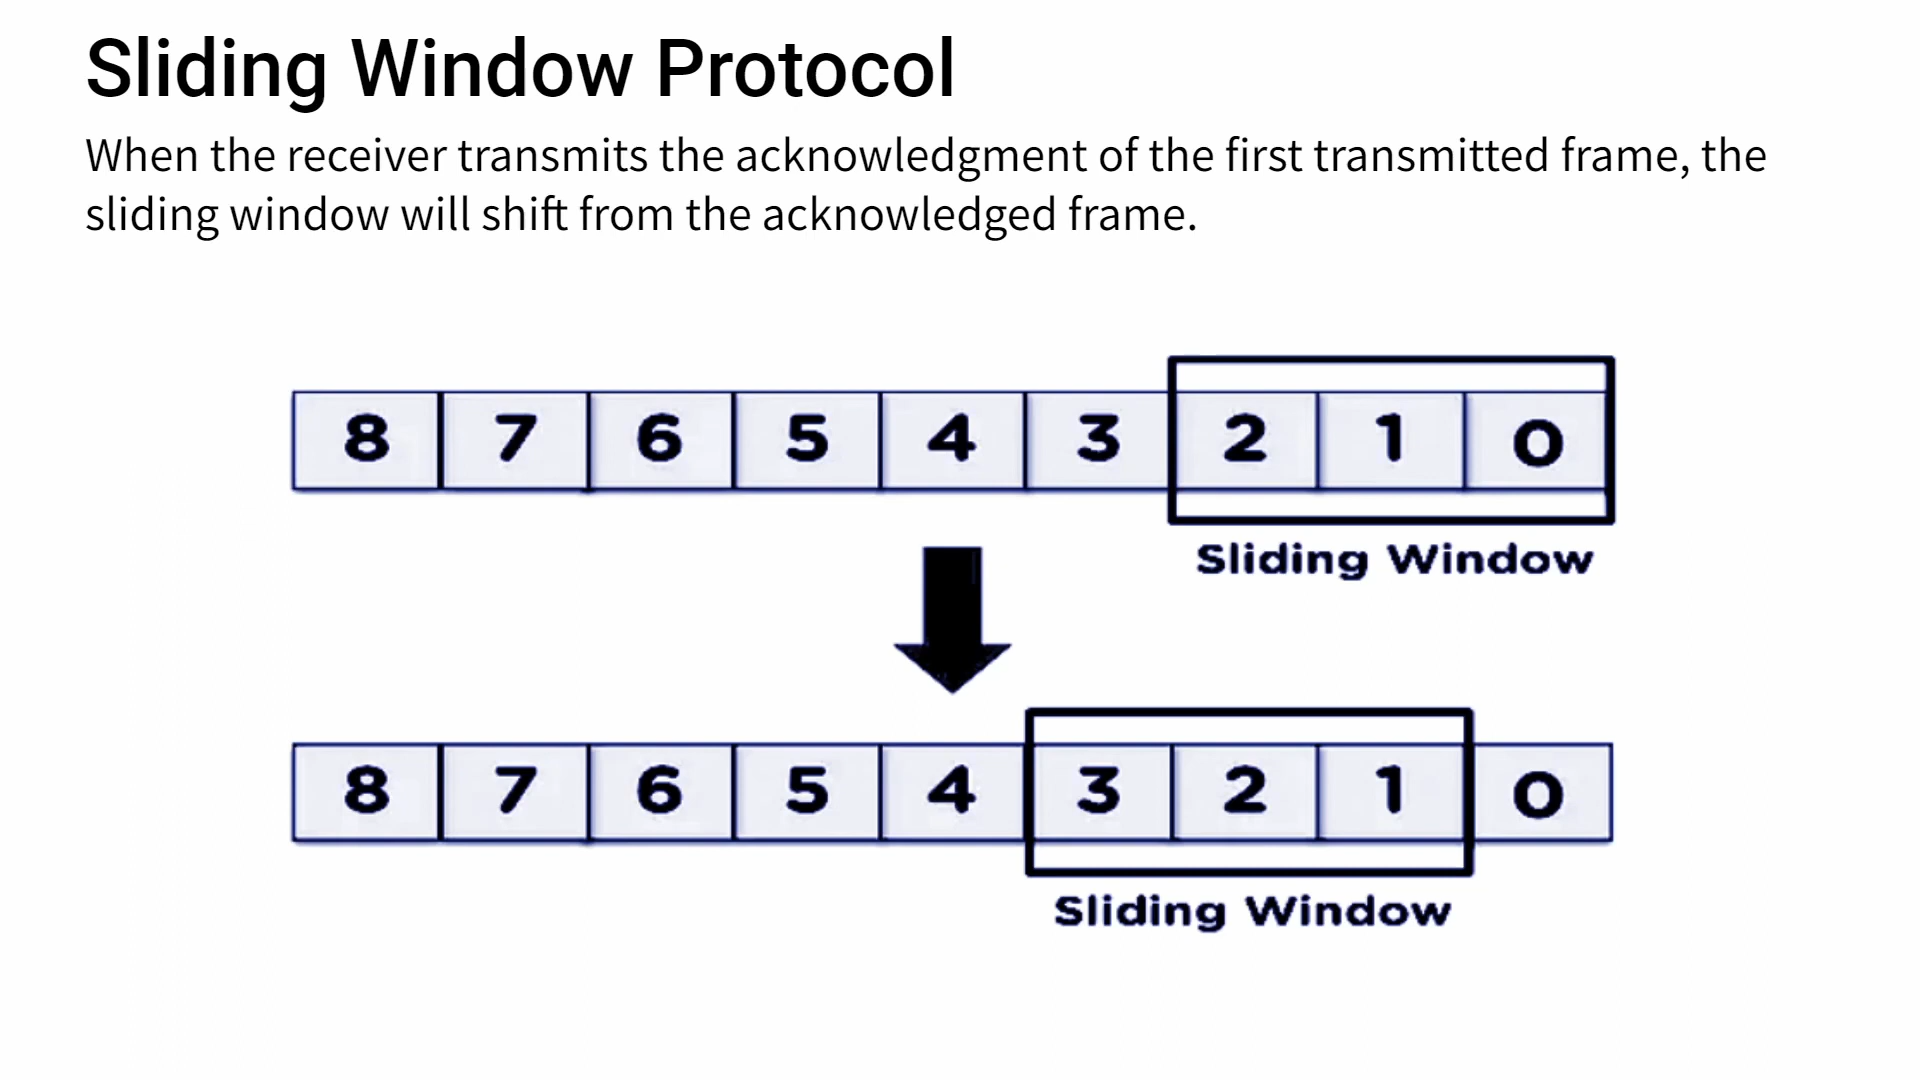 Sliding Window Protocol
When the receiver transmits the acknowledgment of the first transmitted frame, the
sliding window will shift from the acknowledged frame.
8 7 6 5 4 3 2 1 0
Sliding Window
8 7 6 5 4 3 2 1 0
Sliding Window